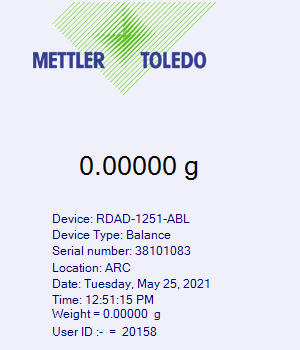 METTLER TOLEDO
0.00000 g
Device: RDAD-1251-ABL
Device Type: Balance
Serial number: 38101083
Location: ARC
Date: Tuesday, May 25, 2021
Time: 12:51:15 PM
Weight = 0.00000 g
User ID :- = 20158